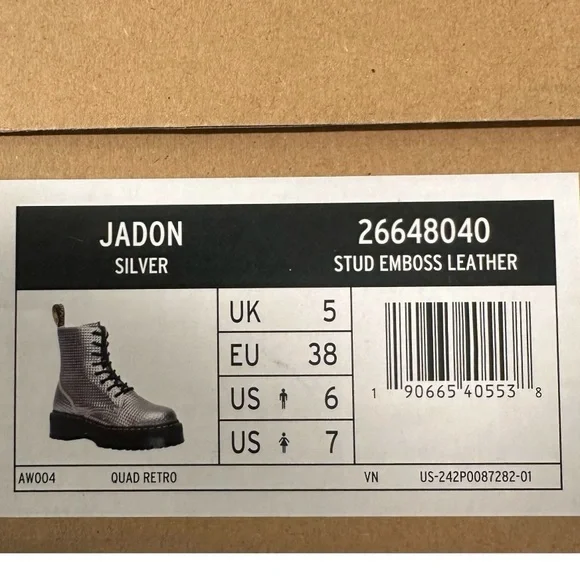 JADON
SILVER
26648040
STUD EMBOSS LEATHER
UK 5
EU 38
US 6
US 7
1 90665 40553 8
AW004 QUAD RETRO VN US-242P0087282-01